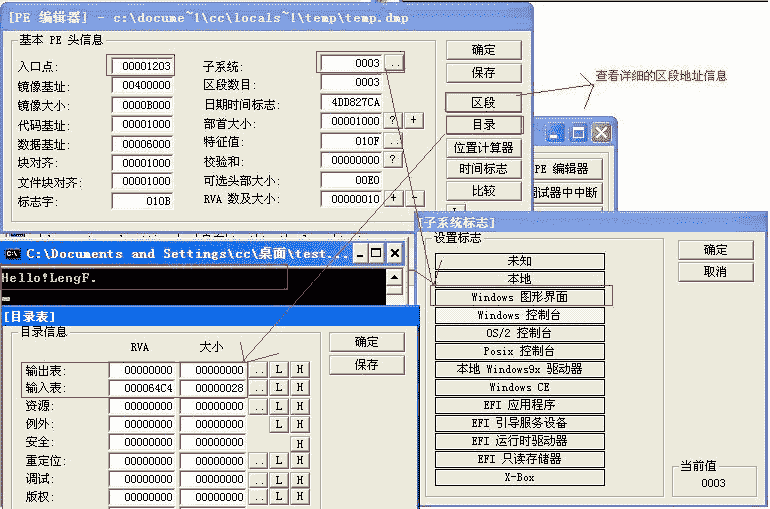 [PE 编辑器] - c:\docume~1\cc\locals~1\temp\temp.dmp
基本 PE 头信息
入口点: 00001203
镜像基址: 00400000
镜像大小: 0000B000
代码基址: 00001000
数据基址: 00006000
块对齐: 00001000
文件块对齐: 00001000
标志字: 010B
子系统: 0003 ..
区段数目: 0003
日期时间标志: 4DD827CA
部首大小: 00001000 ? +
特征值: 010F ..
校验和: 00000000 ?
可选头部大小: 00E0
RVA 数及大小: 00000010 + -
确定
保存
区段
目录
位置计算器
时间标志
比较
L
查看详细的区段地址信息
PE 编辑器
调试器中中断
C:\Documents and Settings\cc\桌面\test...
Hello!LengF.
[目录表]
目录信息
RVA 大小
输出表: 00000000 00000000 .. L H
输入表: 000064C4 00000028 .. L H
资源: 00000000 00000000 .. L H
例外: 00000000 00000000 L H
安全: 00000000 00000000 H
重定位: 00000000 00000000 .. L H
调试: 00000000 00000000 .. L H
版权: 00000000 00000000 L H
确定
保存
[子系统标志]
设置标志
未知
本地
Windows 图形界面
Windows 控制台
OS/2 控制台
Posix 控制台
本地 Windows9x 驱动器
Windows CE
EFI 应用程序
EFI 引导服务设备
EFI 运行时驱动器
EFI 只读存储器
X-Box
确定
取消
当前值
0003